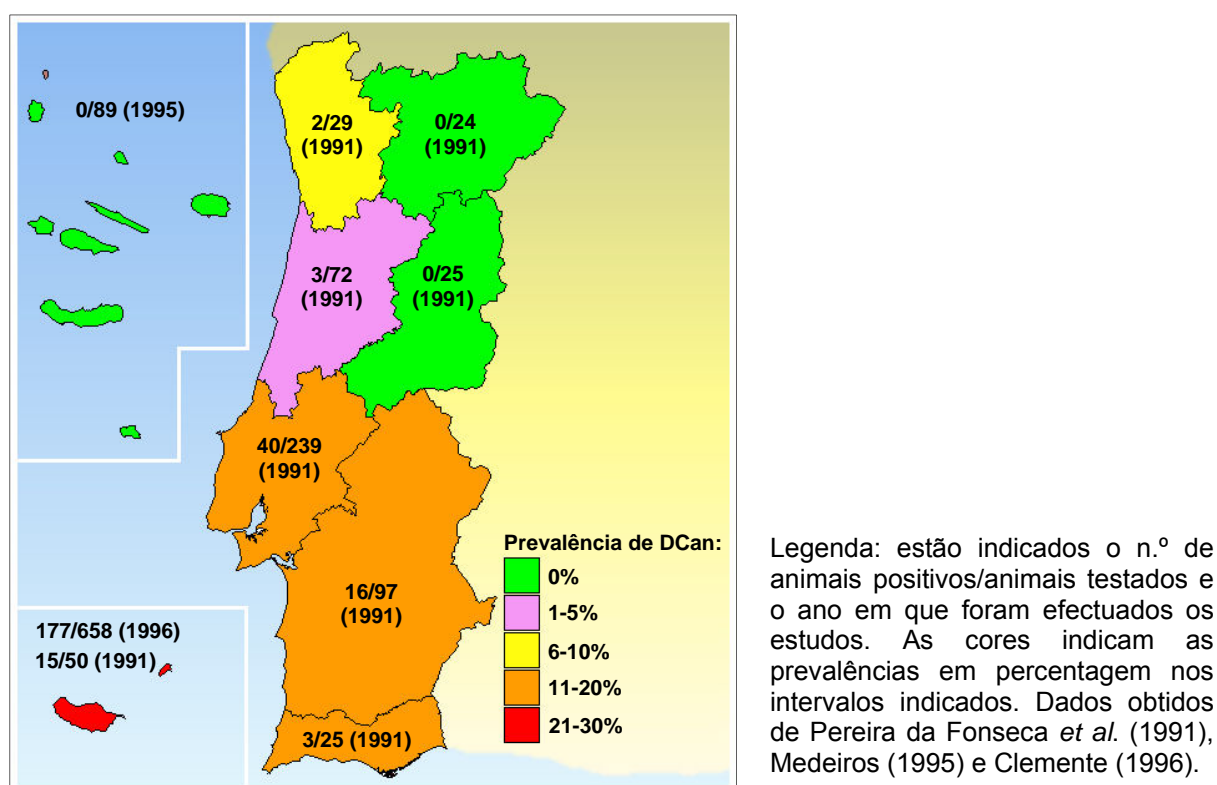 0/89 (1995)
2/29
(1991)
0/24
(1991)
3/72
(1991)
0/25
(1991)
40/239
(1991)
16/97
(1991)
3/25 (1991)
177/658 (1996)
15/50 (1991)
Prevalência de DCan:
0%
1-5%
6-10%
11-20%
21-30%
Legenda: estão indicados o n.º de
animais positivos/animais testados e
o ano em que foram efectuados os
estudos. As cores indicam as
prevalências em percentagem nos
intervalos indicados. Dados obtidos
de Pereira da Fonseca et al. (1991),
Medeiros (1995) e Clemente (1996).